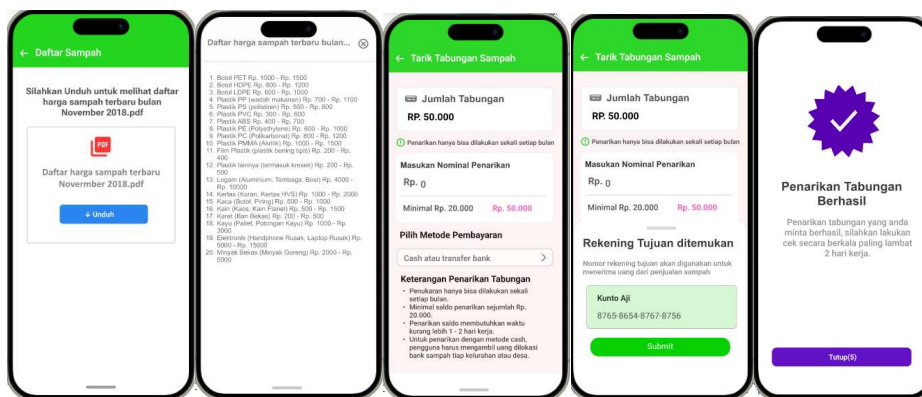 ← Daftar Sampah
Silahkan Unduh untuk melihat daftar
harga sampah terbaru bulan
November 2018.pdf
PDF
Daftar harga sampah terbaru
Novermber 2018.pdf
↓ Unduh
Daftar harga sampah terbaru bulan...
1. Botol PET Rp. 1000 - Rp. 1500
2. Botol HDPE Rp. 800 - Rp. 1200
3. Botol LDPE Rp. 600 - Rp. 1000
4. Plastik PP (wadah makanan) Rp. 700 - Rp. 1100
5. Plastik PS (polistiren) Rp. 500 - Rp. 800
6. Plastik PVC Rp. 300 - Rp. 600
7. Plastik ABS Rp. 400 - Rp. 700
8. Plastik PE (Polyethylene) Rp. 600 - Rp. 1000
9. Plastik PC (Polikarbonat) Rp. 800 - Rp. 1200
10. Plastik PMMA (Akrilik) Rp. 1000 - Rp. 1500
11. Film Plastik (plastik bening tipis) Rp. 200 - Rp.
400
12. Plastik lainnya (termasuk kresek) Rp. 200 - Rp.
500
13. Logam (Aluminium, Tembaga, Besi) Rp. 4000 -
Rp. 10000
14. Kertas (Koran, Kertas HVS) Rp. 1000 - Rp. 2000
15. Kaca (Botol, Piring) Rp. 500 - Rp. 1000
16. Kain (Kaos, Kain Flanel) Rp. 500 - Rp. 1500
17. Karet (Ban Bekas) Rp. 200 - Rp. 500
18. Kayu (Pallet, Potongan Kayu) Rp. 1000 - Rp.
3000
19. Elektronik (Handphone Rusak, Laptop Rusak) Rp.
5000 - Rp. 15000
20. Minyak Bekas (Minyak Goreng) Rp. 2000 - Rp.
5000
← Tarik Tabungan Sampah
Jumlah Tabungan
RP. 50.000
Penarikan hanya bisa dilakukan sekali setiap bulan
Masukan Nominal Penarikan
Rp. 0
Minimal Rp. 20.000 Rp. 50.000
Pilih Metode Pembayaran
Cash atau transfer bank >
Keterangan Penarikan Tabungan
• Penukaran hanya bisa dilakukan sekali
setiap bulan.
• Minimal saldo penarikan sejumlah Rp.
20.000.
• Penarikan saldo membutuhkan waktu
kurang lebih 1 - 2 hari kerja.
• Untuk penarikan dengan metode cash,
pengguna harus mengambil uang dilokasi
bank sampah tiap kelurahan atau desa.
← Tarik Tabungan Sampah
Jumlah Tabungan
RP. 50.000
Penarikan hanya bisa dilakukan sekali setiap bulan
Masukan Nominal Penarikan
Rp. 0
Minimal Rp. 20.000 Rp. 50.000
Rekening Tujuan ditemukan
Nomor rekening tujuan akan digunakan untuk
menerima uang dari penjualan sampah
Kunto Aji
8765-8654-8767-8756
Submit
Penarikan Tabungan
Berhasil
Penarikan tabungan yang anda
minta berhasil, silahkan lakukan
cek secara berkala paling lambat
2 hari kerja.
Tutup(5)